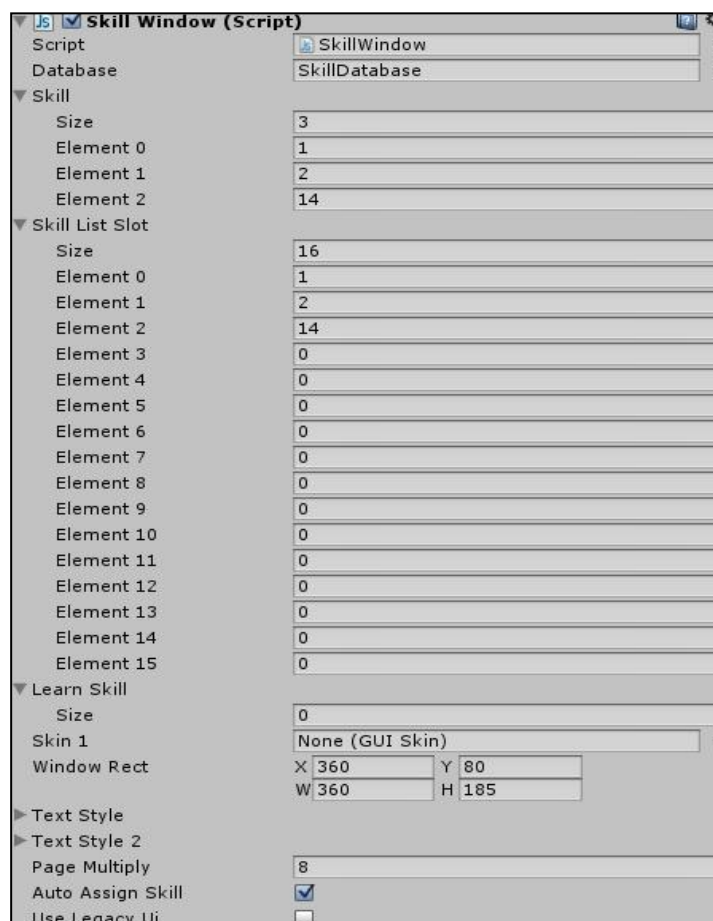 Js Skill Window (Script)
Script SkillWindow
Database SkillDatabase
Skill
Size 3
Element 0 1
Element 1 2
Element 2 14
Skill List Slot
Size 16
Element 0 1
Element 1 2
Element 2 14
Element 3 0
Element 4 0
Element 5 0
Element 6 0
Element 7 0
Element 8 0
Element 9 0
Element 10 0
Element 11 0
Element 12 0
Element 13 0
Element 14 0
Element 15 0
Learn Skill
Size 0
Skin 1 None (GUI Skin)
Window Rect X 360 Y 80
W 360 H 185
Text Style
Text Style 2
Page Multiply 8
Auto Assign Skill
Use Legacy Ui